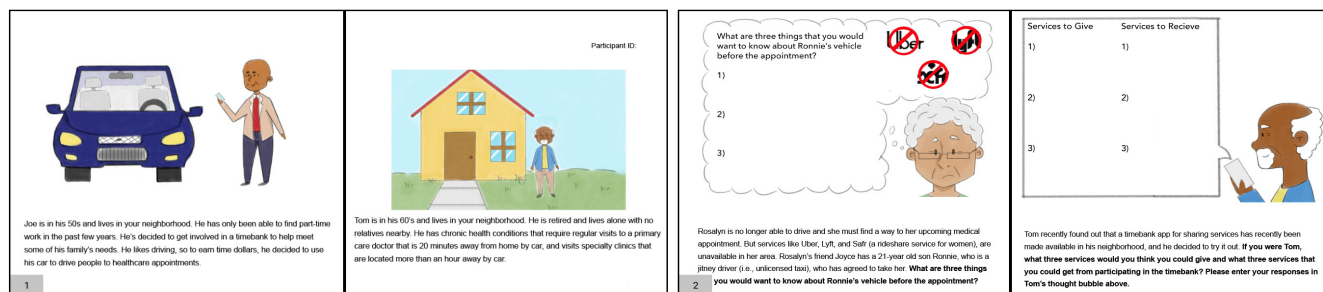 Joe is in his 50s and lives in your neighborhood. He has only been able to find part-time
work in the past few years. He's decided to get involved in a timebank to help meet
some of his family's needs. He likes driving, so to earn time dollars, he decided to use
his car to drive people to healthcare appointments.
1
Participant ID:
Tom is in his 60's and lives in your neighborhood. He is retired and lives alone with no
relatives nearby. He has chronic health conditions that require regular visits to a primary
care doctor that is 20 minutes away from home by car, and visits specialty clinics that
are located more than an hour away by car.
What are three things that you would
want to know about Ronnie's vehicle
before the appointment?
1)
2)
3)
Uber
lyft
Rosalyn is no longer able to drive and she must find a way to her upcoming medical
appointment. But services like Uber, Lyft, and Safr (a rideshare service for women), are
unavailable in her area. Rosalyn's friend Joyce has a 21-year old son Ronnie, who is a
jitney driver (i.e., unlicensed taxi), who has agreed to take her. What are three things
you would want to know about Ronnie's vehicle before the appointment?
2
Services to Give Services to Recieve
1) 1)
2) 2)
3) 3)
Tom recently found out that a timebank app for sharing services has recently been
made available in his neighborhood, and he decided to try it out. If you were Tom,
what three services would you think you could give and what three services that
you could get from participating in the timebank? Please enter your responses in
Tom's thought bubble above.